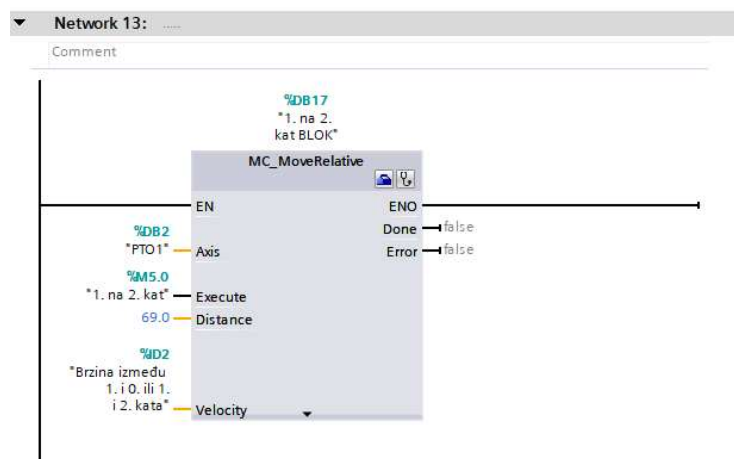 Network 13: .....
Comment
%DB17
"1. na 2.
kat BLOK"
MC_MoveRelative
EN
ENO
Done
false
%DB2
"PTO1"
Axis
Error
false
%M5.0
"1. na 2. kat"
Execute
69.0
Distance
%ID2
"Brzina između
1. i 0. ili 1.
i 2. kata"
Velocity